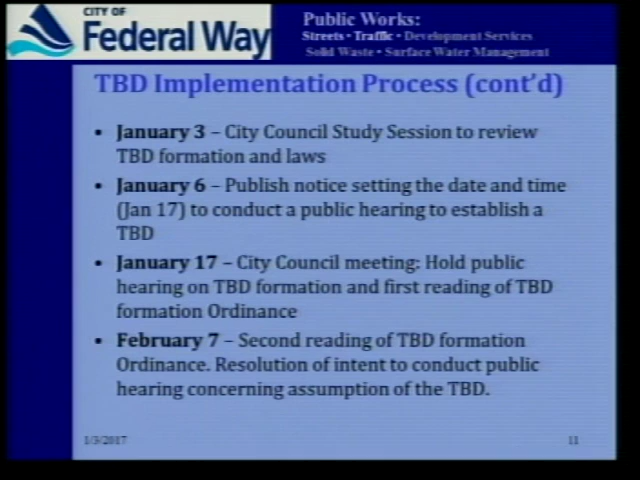 CITY OF
Federal Way
Public Works:
Streets • Traffic • Development Services
Solid Waste • Surface Water Management
TBD Implementation Process (cont'd)
• January 3 – City Council Study Session to review
TBD formation and laws
• January 6 – Publish notice setting the date and time
(Jan 17) to conduct a public hearing to establish a
TBD
• January 17 – City Council meeting: Hold public
hearing on TBD formation and first reading of TBD
formation Ordinance
• February 7 – Second reading of TBD formation
Ordinance. Resolution of intent to conduct public
hearing concerning assumption of the TBD.
1/3/2017
11